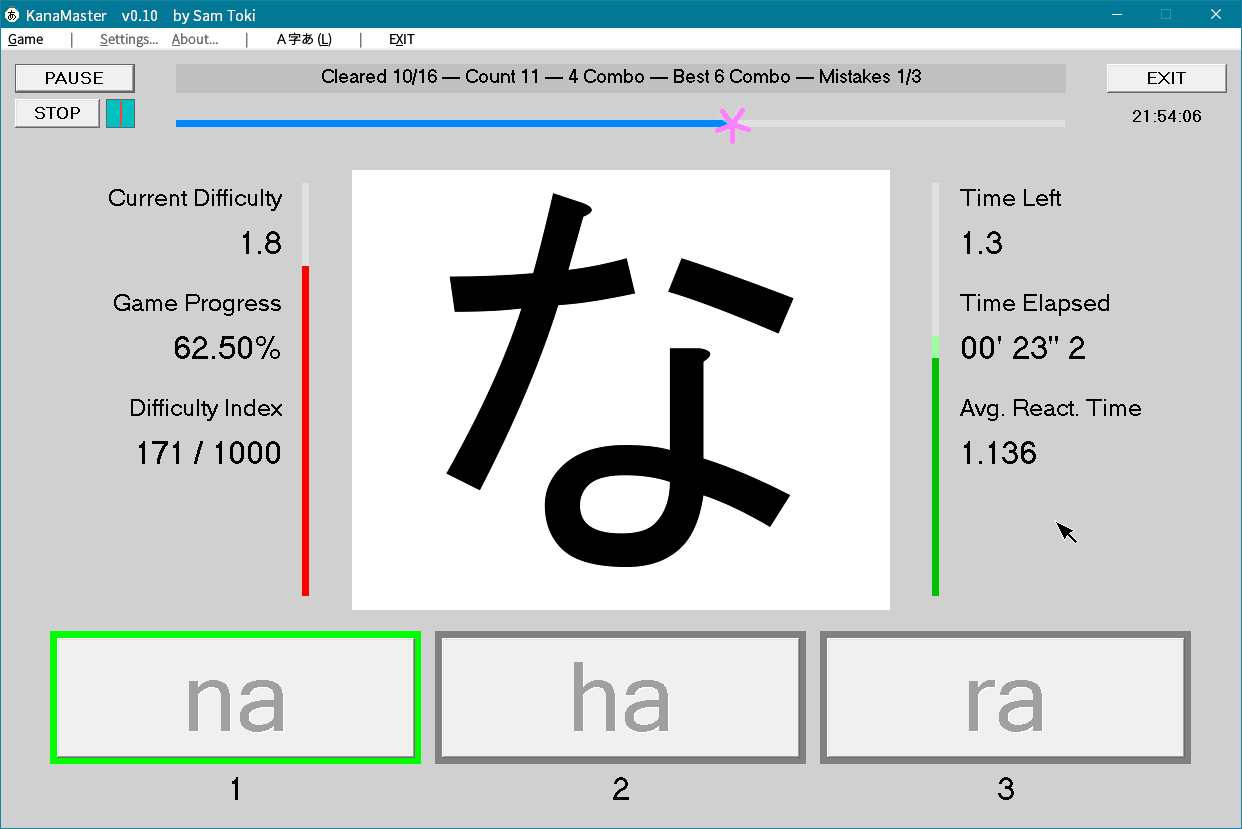 KanaMaster v0.10 by Sam Toki
Game | Settings... About... | A字あ (L) | EXIT
PAUSE
Cleared 10/16 — Count 11 — 4 Combo — Best 6 Combo — Mistakes 1/3
EXIT
STOP
21:54:06
Current Difficulty
1.8
Game Progress
62.50%
Difficulty Index
171 / 1000
な
Time Left
1.3
Time Elapsed
00' 23" 2
Avg. React. Time
1.136
na
ha
ra
1
2
3